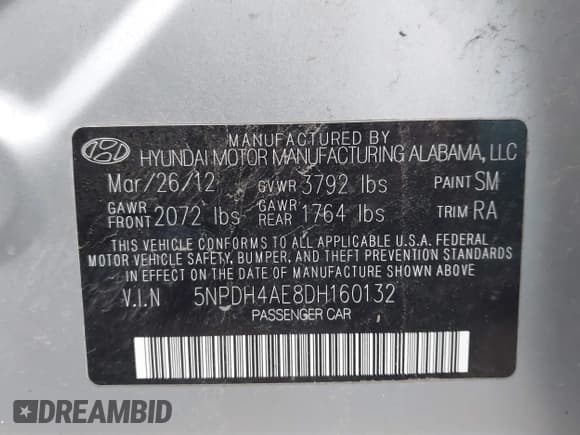 MANUFACTURED BY
HYUNDAI MOTOR MANUFACTURING ALABAMA, LLC
Mar/26/12 GVWR 3792 lbs PAINT SM
GAWR FRONT 2072 lbs GAWR REAR 1764 lbs TRIM RA
THIS VEHICLE CONFORMS TO ALL APPLICABLE U.S.A. FEDERAL
MOTOR VEHICLE SAFETY, BUMPER, AND THEFT PREVENTION STANDARDS
IN EFFECT ON THE DATE OF MANUFACTURE SHOWN ABOVE
V.I.N 5NPDH4AE8DH160132
PASSENGER CAR
DREAMBID